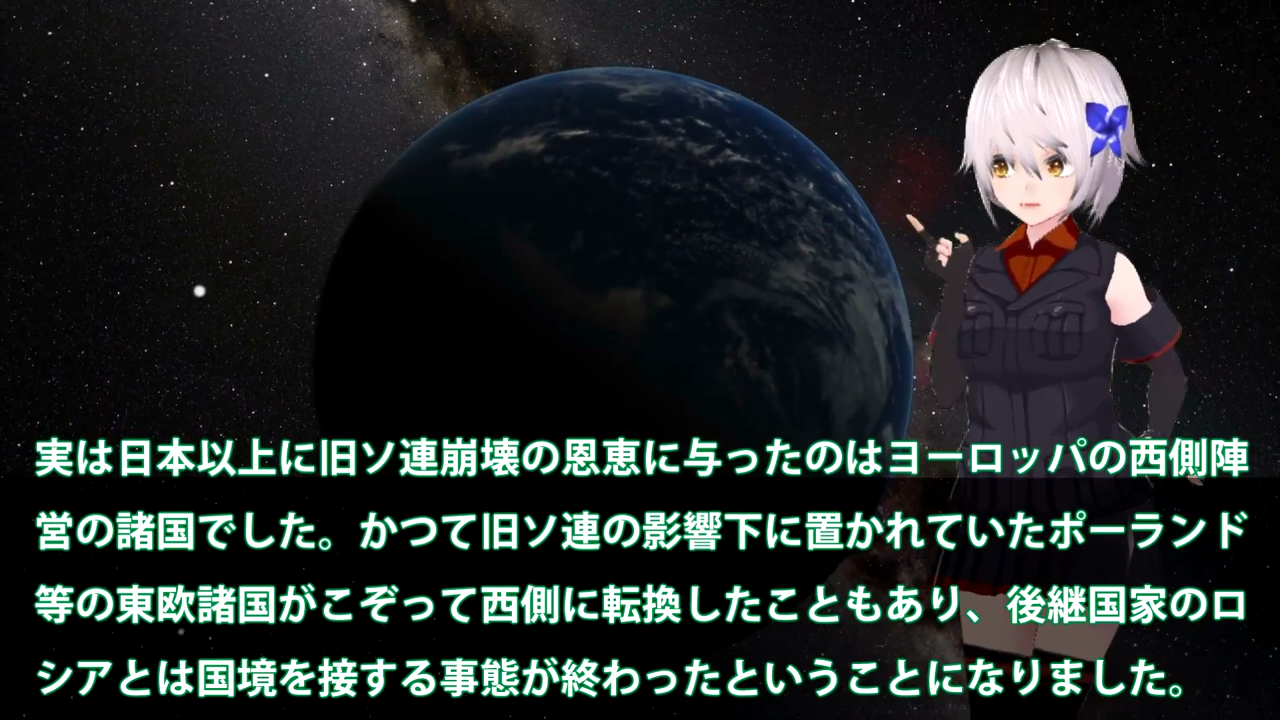 実は日本以上に旧ソ連崩壊の恩恵に与ったのはヨーロッパの西側陣
営の諸国でした。かつて旧ソ連の影響下に置かれていたポーランド
等の東欧諸国がこぞって西側に転換したこともあり、後継国家のロ
シアとは国境を接する事態が終わったということになりました。